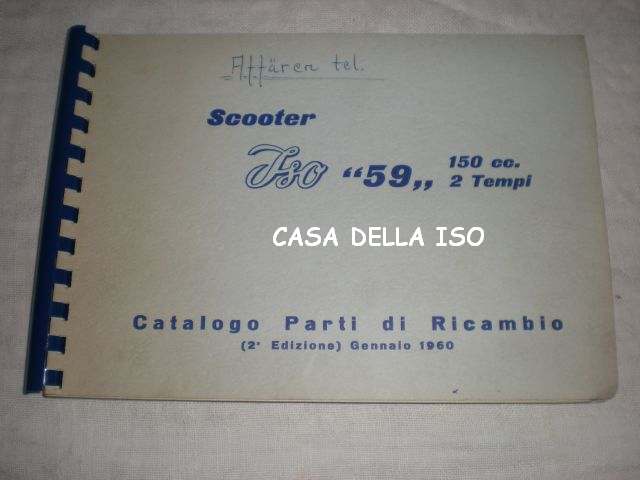 Affären tel.
Scooter
Iso “59„ 150 cc.
2 Tempi
CASA DELLA ISO
Catalogo Parti di Ricambio
(2ª Edizione) Gennaio 1960